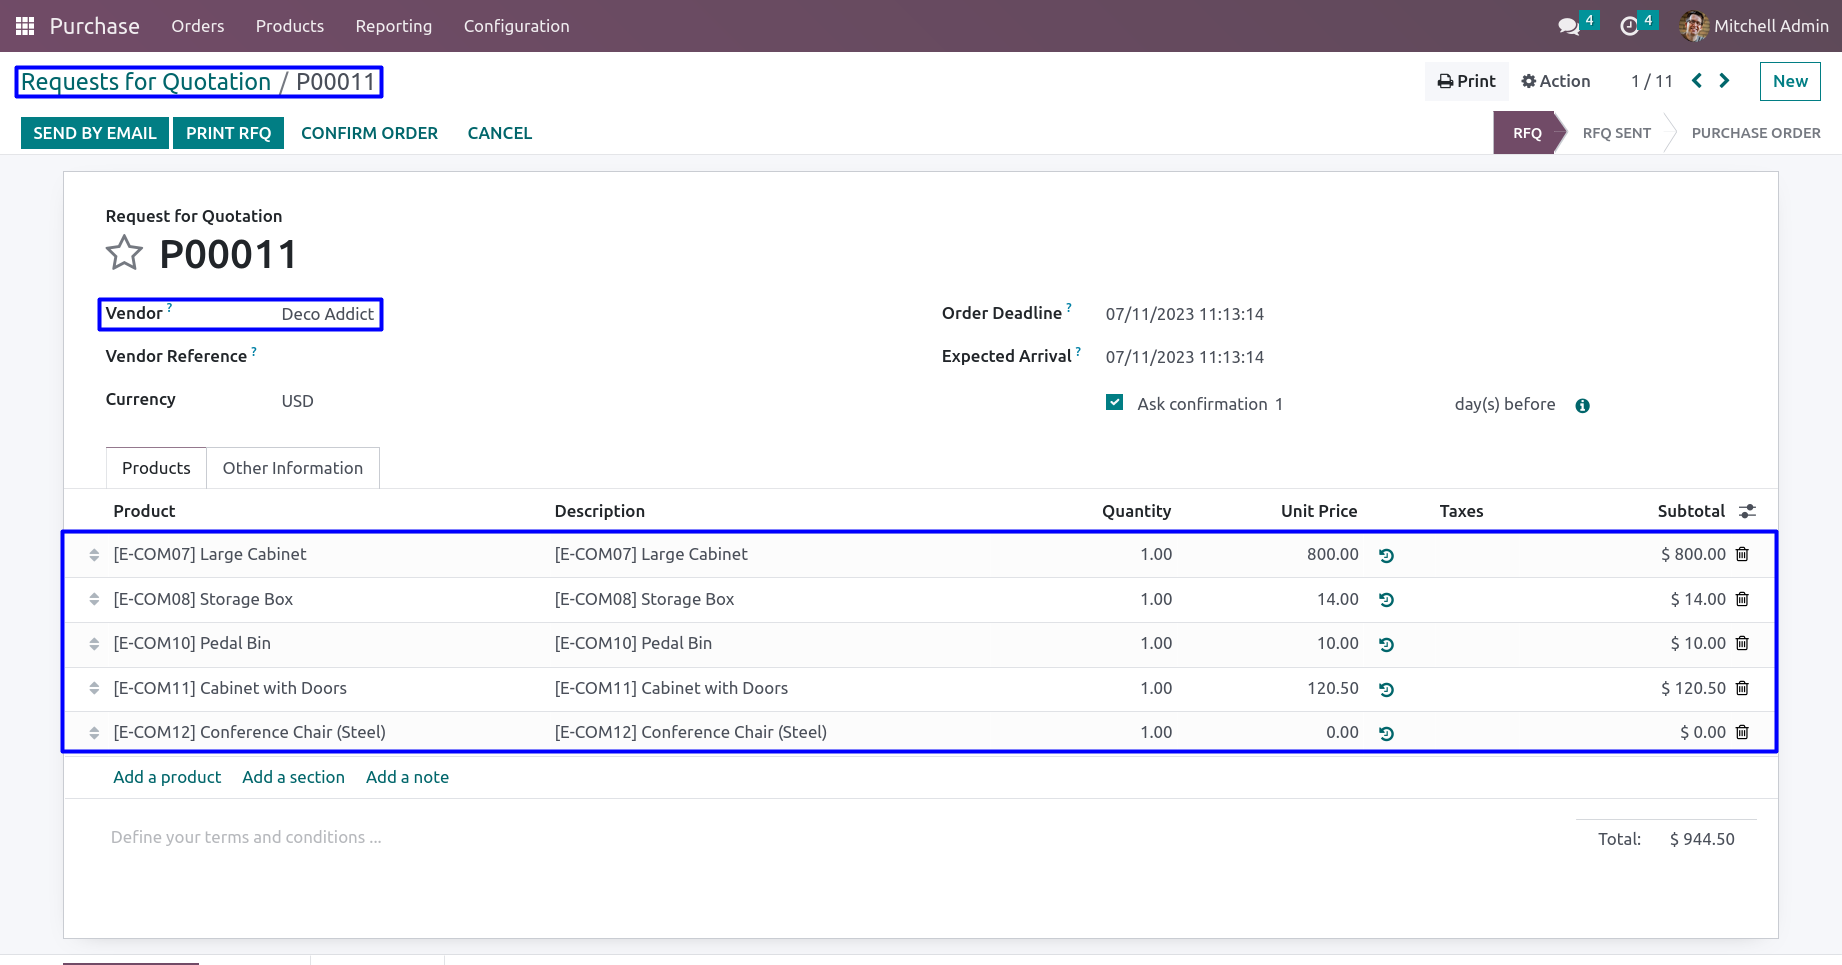 Purchase Orders Products Reporting Configuration 4 4 Mitchell Admin
Requests for Quotation / P00011 Print Action 1 / 11 New
SEND BY EMAIL PRINT RFQ CONFIRM ORDER CANCEL RFQ RFQ SENT PURCHASE ORDER
Request for Quotation
P00011
Vendor ? Deco Addict Order Deadline ? 07/11/2023 11:13:14
Vendor Reference ? Expected Arrival ? 07/11/2023 11:13:14
Currency USD Ask confirmation 1 day(s) before
Products Other Information
Product Description Quantity Unit Price Taxes Subtotal
[E-COM07] Large Cabinet [E-COM07] Large Cabinet 1.00 800.00 $ 800.00
[E-COM08] Storage Box [E-COM08] Storage Box 1.00 14.00 $ 14.00
[E-COM10] Pedal Bin [E-COM10] Pedal Bin 1.00 10.00 $ 10.00
[E-COM11] Cabinet with Doors [E-COM11] Cabinet with Doors 1.00 120.50 $ 120.50
[E-COM12] Conference Chair (Steel) [E-COM12] Conference Chair (Steel) 1.00 0.00 $ 0.00
Add a product Add a section Add a note
Define your terms and conditions ... Total: $ 944.50